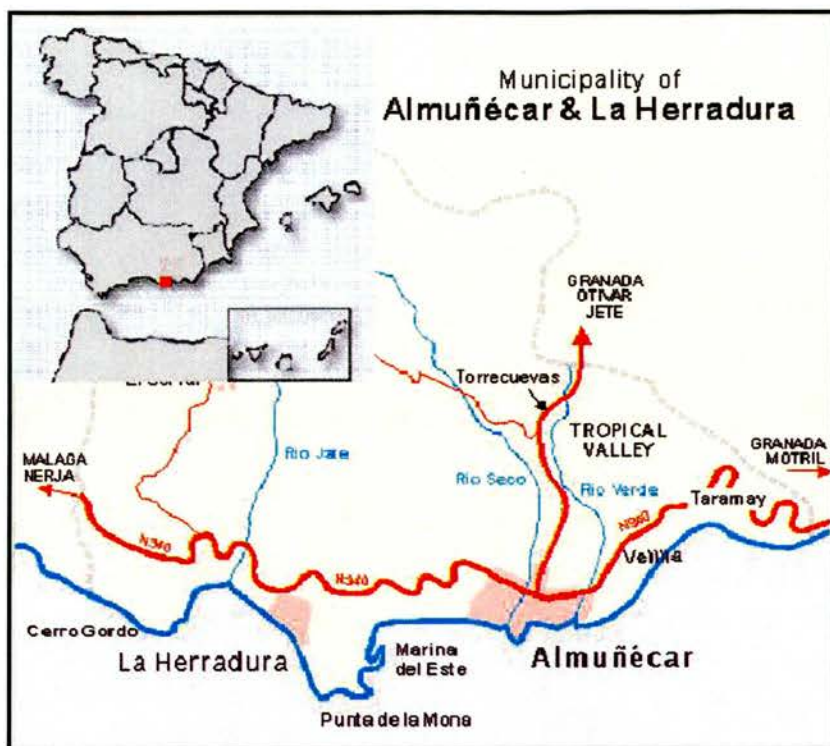 Municipality of
Almuñécar & La Herradura
GRANADA
OTIVAR
JETE
Torrecuevas
TROPICAL
VALLEY
GRANADA
MOTRIL
MALAGA
NERJA
Rio Jate
Rio Seco
Rio Verde
Taramay
N340
N340
N340
Velilla
Cerro Gordo
La Herradura
Marina
del Este
Almuñécar
Punta de la Mona